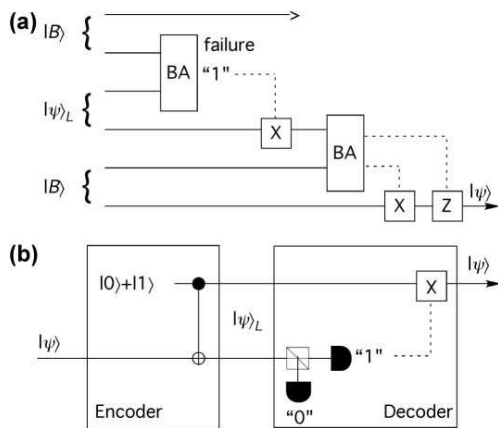 (a)
|B⟩ {
failure
BA
"1"
|ψ⟩L {
X
BA
|B⟩ {
X
Z
|ψ⟩
(b)
|0⟩+|1⟩
X
|ψ⟩
|ψ⟩L
|ψ⟩
"1"
"0"
Encoder
Decoder